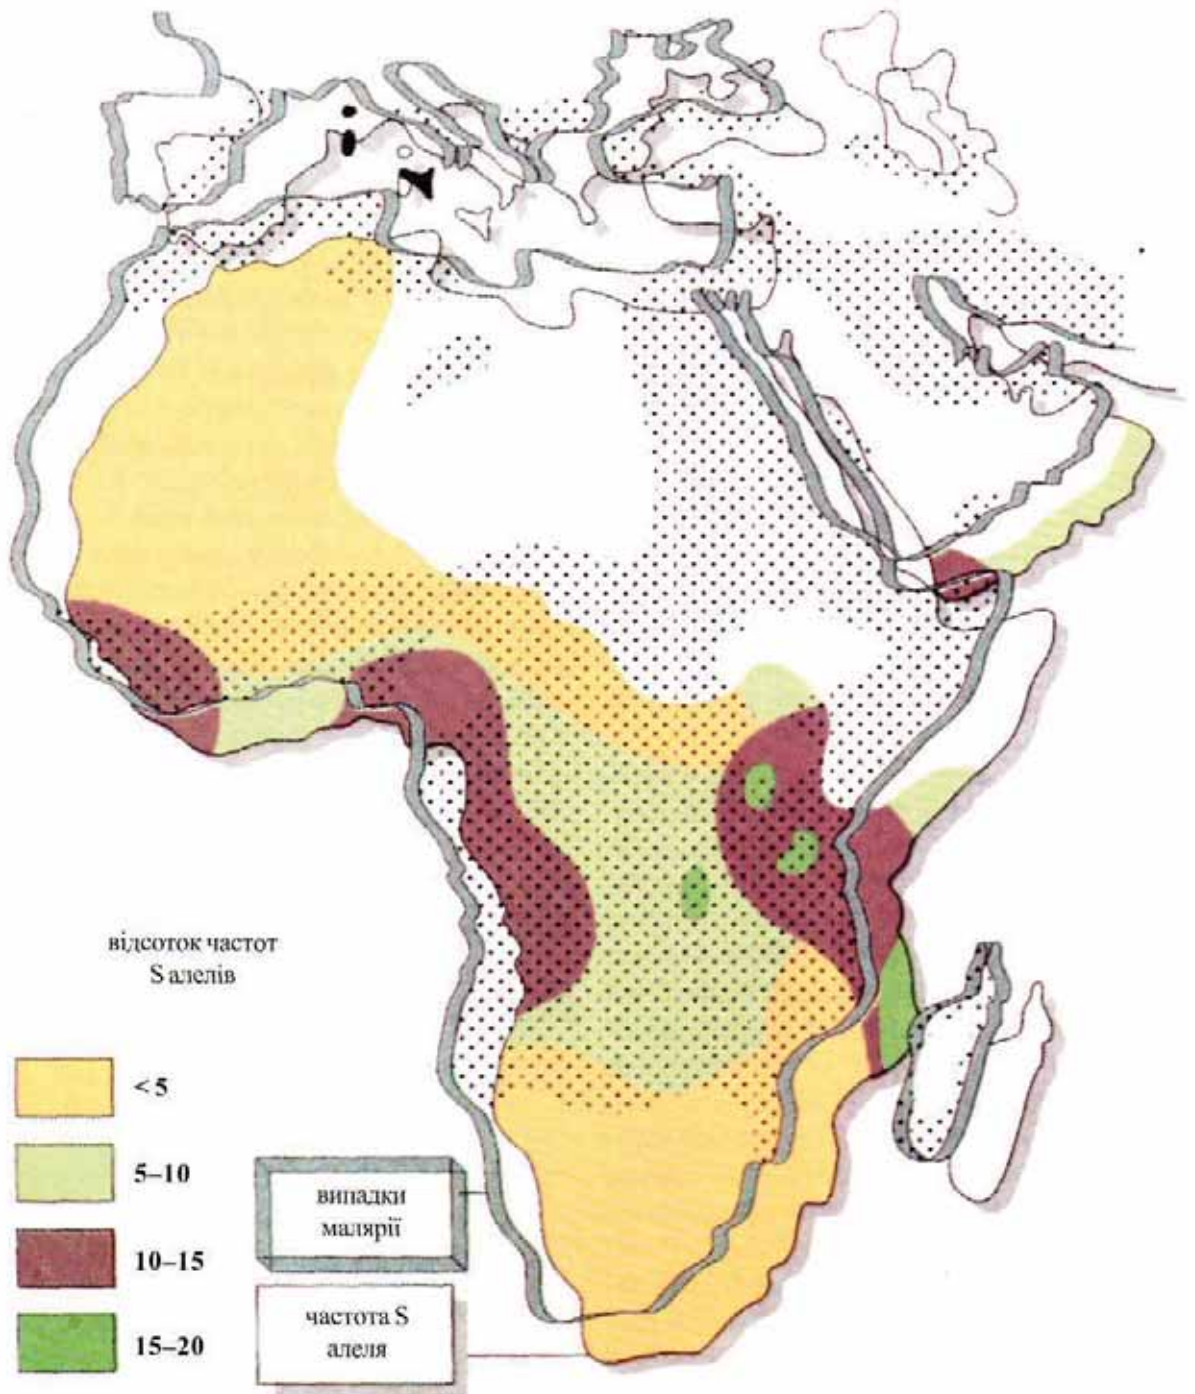 відсоток частот
S алелів
< 5
5–10
10–15
15–20
випадки
малярії
частота S
алеля